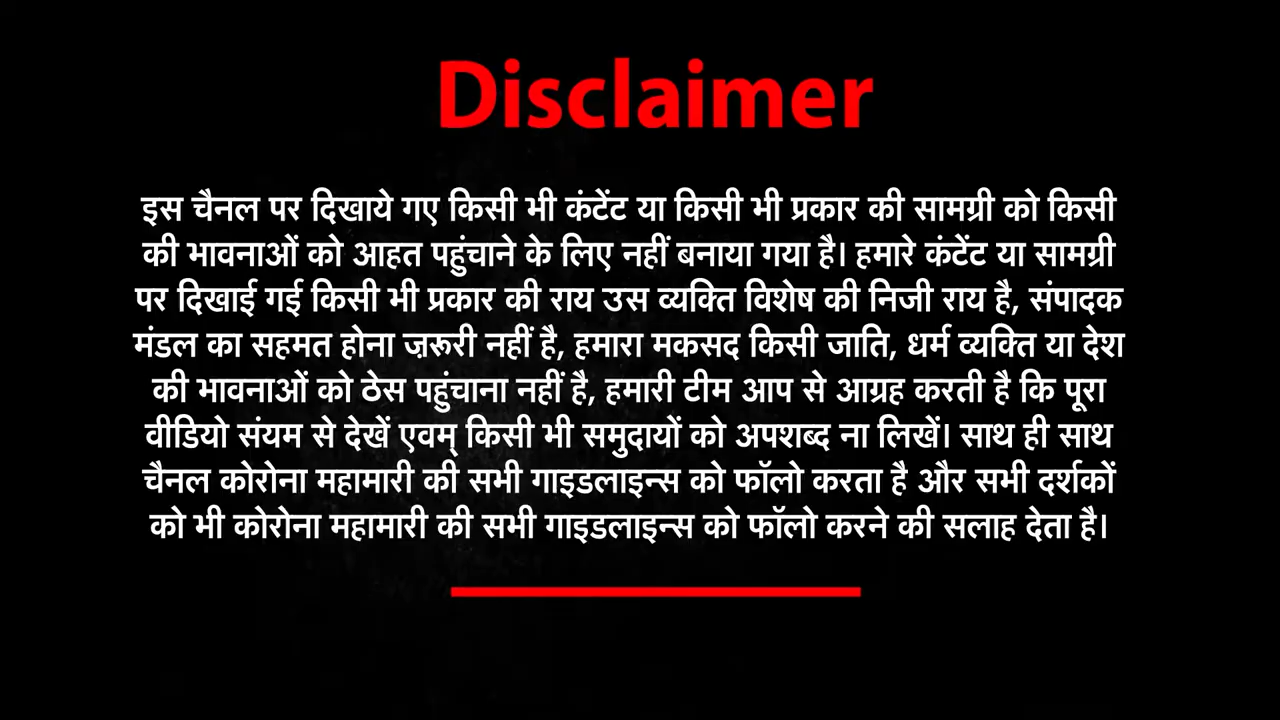 Disclaimer
इस चैनल पर दिखाये गए किसी भी कंटेंट या किसी भी प्रकार की सामग्री को किसी
की भावनाओं को आहत पहुंचाने के लिए नहीं बनाया गया है। हमारे कंटेंट या सामग्री
पर दिखाई गई किसी भी प्रकार की राय उस व्यक्ति विशेष की निजी राय है, संपादक
मंडल का सहमत होना ज़रूरी नहीं है, हमारा मकसद किसी जाति, धर्म व्यक्ति या देश
की भावनाओं को ठेस पहुंचाना नहीं है, हमारी टीम आप से आग्रह करती है कि पूरा
वीडियो संयम से देखें एवम् किसी भी समुदायों को अपशब्द ना लिखें। साथ ही साथ
चैनल कोरोना महामारी की सभी गाइडलाइन्स को फॉलो करता है और सभी दर्शकों
को भी कोरोना महामारी की सभी गाइडलाइन्स को फॉलो करने की सलाह देता है।